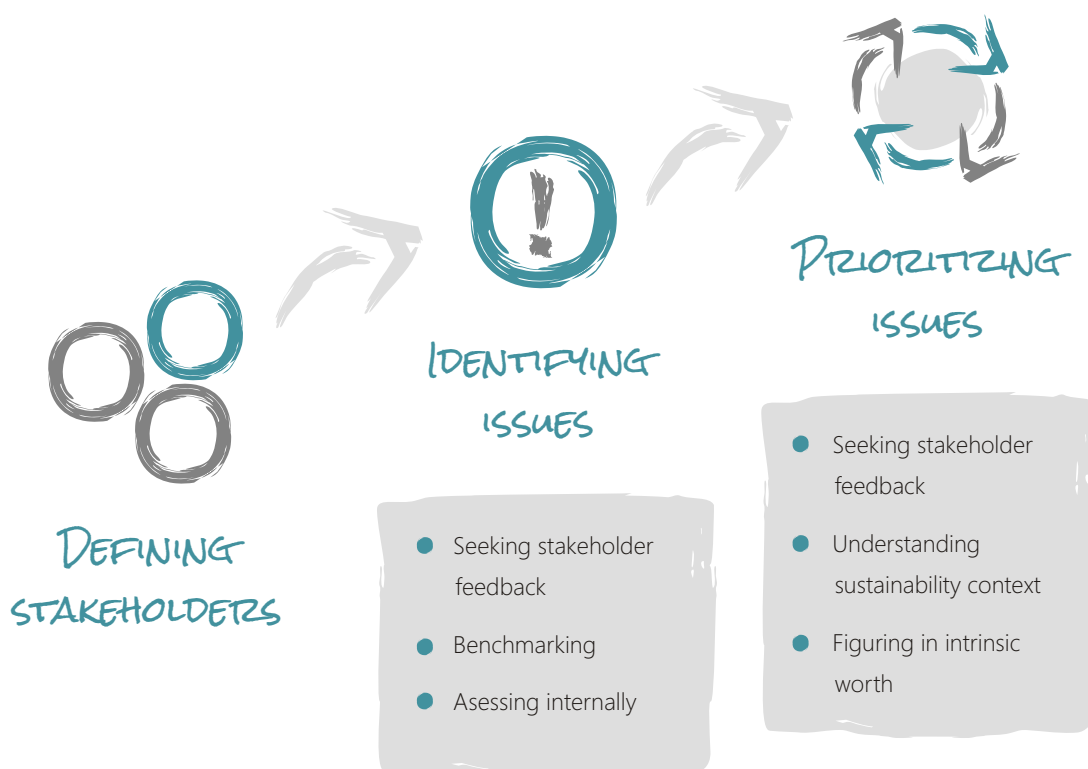 DEFINING
STAKEHOLDERS
IDENTIFYING
ISSUES
Seeking stakeholder
feedback
Benchmarking
Asessing internally
PRIORITIZING
ISSUES
Seeking stakeholder
feedback
Understanding
sustainability context
Figuring in intrinsic
worth